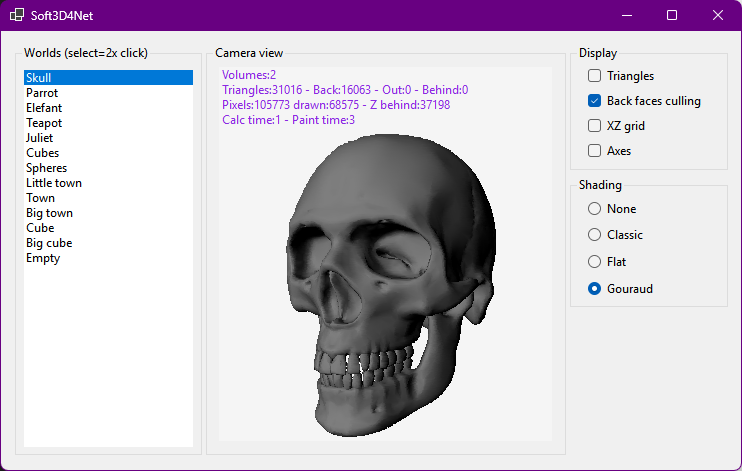 Soft3D4Net
Worlds (select=2x click)
Skull
Parrot
Elefant
Teapot
Juliet
Cubes
Spheres
Little town
Town
Big town
Cube
Big cube
Empty
Camera view
Volumes:2
Triangles:31016 - Back:16063 - Out:0 - Behind:0
Pixels:105773 drawn:68575 - Z behind:37198
Calc time:1 - Paint time:3
Display
Triangles
Back faces culling
XZ grid
Axes
Shading
None
Classic
Flat
Gouraud